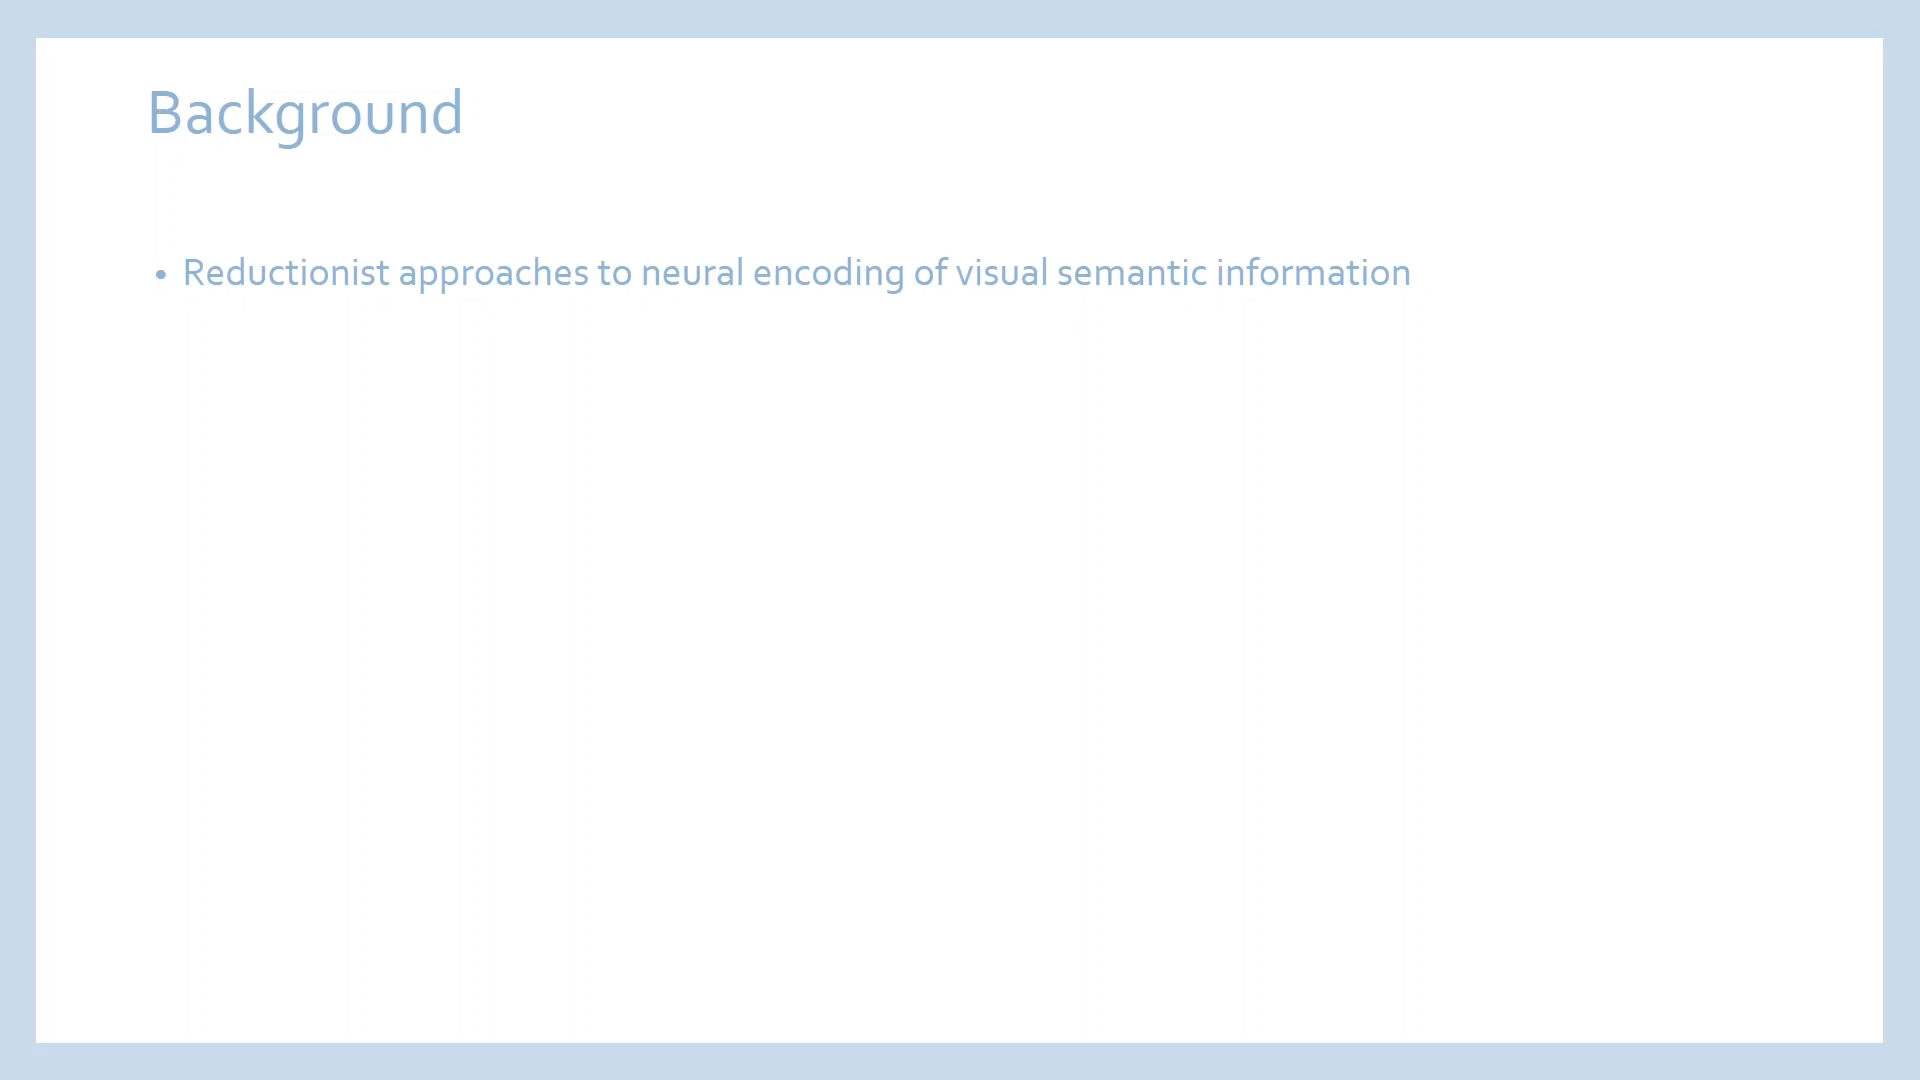 Background
• Reductionist approaches to neural encoding of visual semantic information